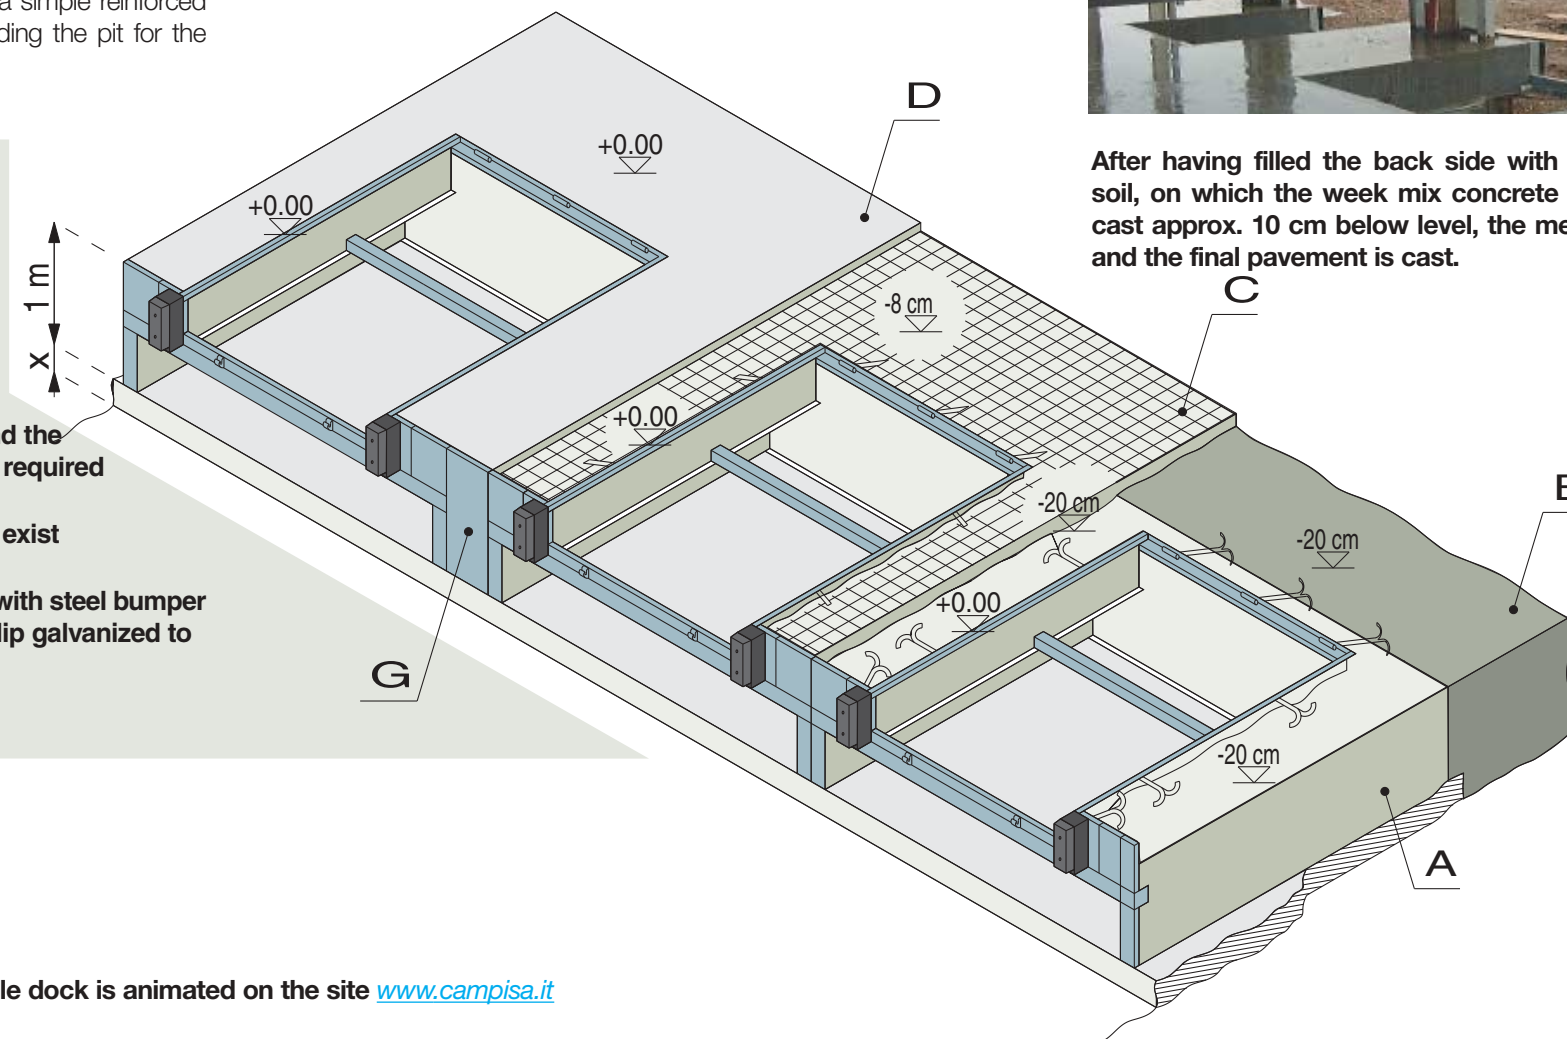 a simple reinforced
ding the pit for the
D
+0.00
+0.00
After having filled the back side with
soil, on which the week mix concrete
cast approx. 10 cm below level, the me
and the final pavement is cast.
1 m
x
C
-8 cm
+0.00
d the
required
exist
with steel bumper
lip galvanized to
-20 cm
-20 cm
+0.00
G
-20 cm
A
le dock is animated on the site www.campisa.it